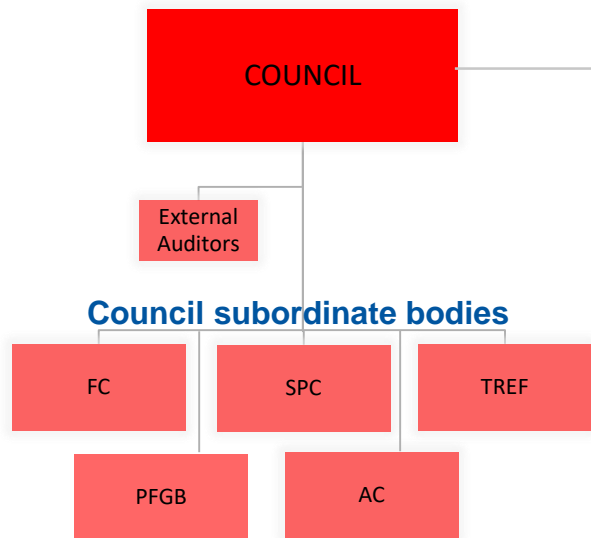 COUNCIL
External
Auditors
Council subordinate bodies
FC
SPC
TREF
PFGB
AC